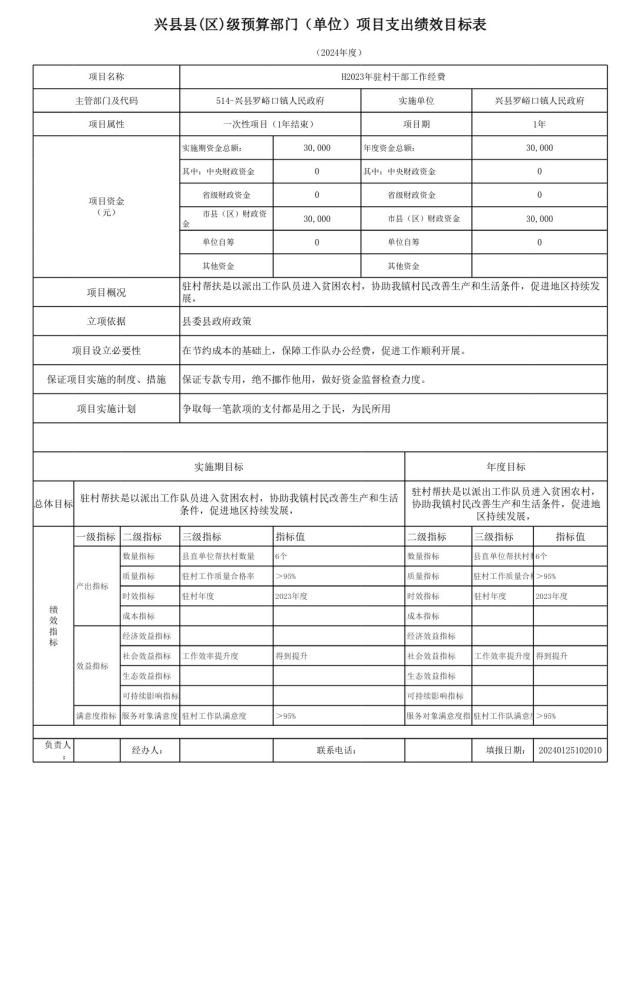 兴县县(区)级预算部门（单位）项目支出绩效目标表
（2024年度）
项目名称 H2023年驻村干部工作经费
主管部门及代码 514-兴县罗峪口镇人民政府 实施单位 兴县罗峪口镇人民政府
项目属性 一次性项目（1年结束） 项目期 1年
项目资金
（元）
实施期资金总额: 30,000 年度资金总额: 30,000
其中：中央财政资金 0 其中：中央财政资金 0
省级财政资金 0 省级财政资金 0
市县（区）财政资
金 30,000 市县（区）财政资金 30,000
单位自筹 0 单位自筹 0
其他资金 其他资金
项目概况 驻村帮扶是以派出工作队员进入贫困农村，协助我镇村民改善生产和生活条件，促进地区持续发
展，
立项依据 县委县政府政策
项目设立必要性 在节约成本的基础上，保障工作队办公经费，促进工作顺利开展。
保证项目实施的制度、措施 保证专款专用，绝不挪作他用，做好资金监督检查力度。
项目实施计划 争取每一笔款项的支付都是用之于民，为民所用
实施期目标 年度目标
总体目标
驻村帮扶是以派出工作队员进入贫困农村，协助我镇村民改善生产和生活
条件，促进地区持续发展，
驻村帮扶是以派出工作队员进入贫困农村，
协助我镇村民改善生产和生活条件，促进地
区持续发展，
绩
效
指
标
一级指标 二级指标 三级指标 指标值 二级指标 三级指标 指标值
产出指标
数量指标 县直单位帮扶村数量 6个 数量指标 县直单位帮扶村 6个
质量指标 驻村工作质量合格率 ＞95% 质量指标 驻村工作质量合 ＞95%
时效指标 驻村年度 2023年度 时效指标 驻村年度 2023年度
成本指标 成本指标
效益指标
经济效益指标 经济效益指标
社会效益指标 工作效率提升度 得到提升 社会效益指标 工作效率提升度 得到提升
生态效益指标 生态效益指标
可持续影响指标 可持续影响指标
满意度指标 服务对象满意度 驻村工作队满意度 ＞95% 服务对象满意度指 驻村工作队满意 ＞95%
负责人
： 经办人： 联系电话： 填报日期： 20240125102010